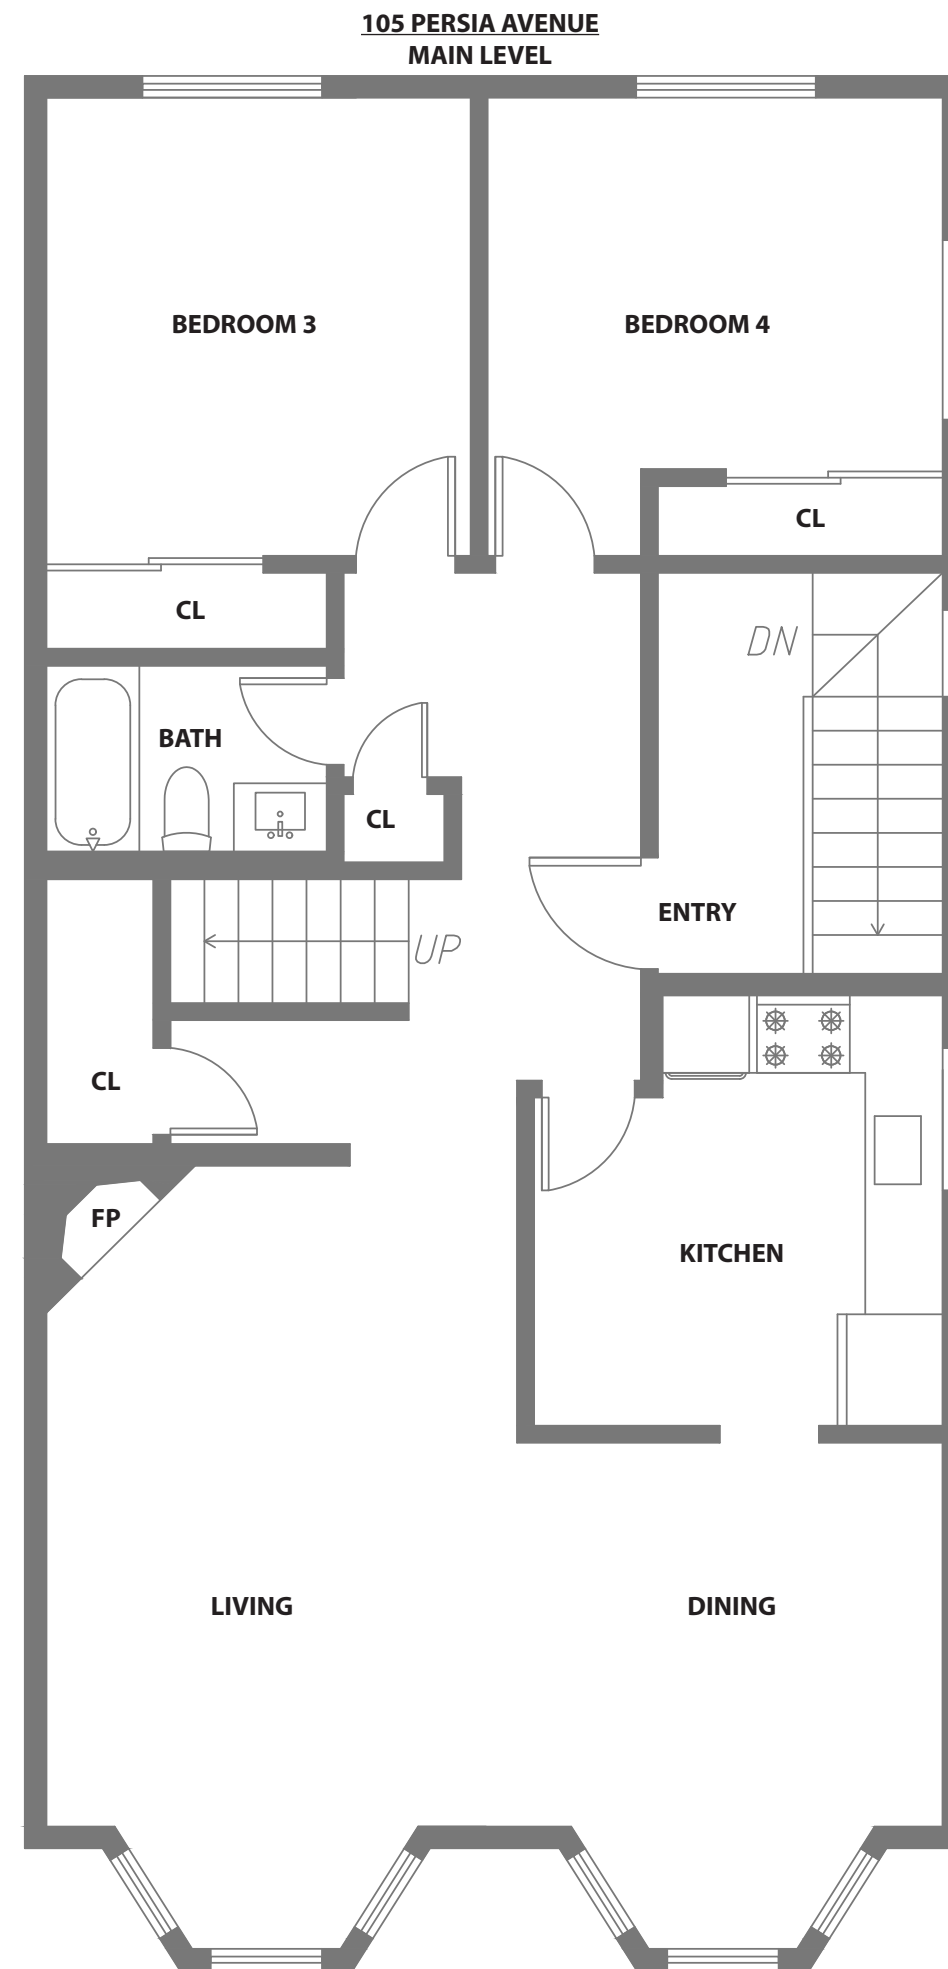 105 PERSIA AVENUE
MAIN LEVEL
BEDROOM 3
BEDROOM 4
CL
CL
DN
BATH
CL
ENTRY
UP
CL
FP
KITCHEN
LIVING
DINING